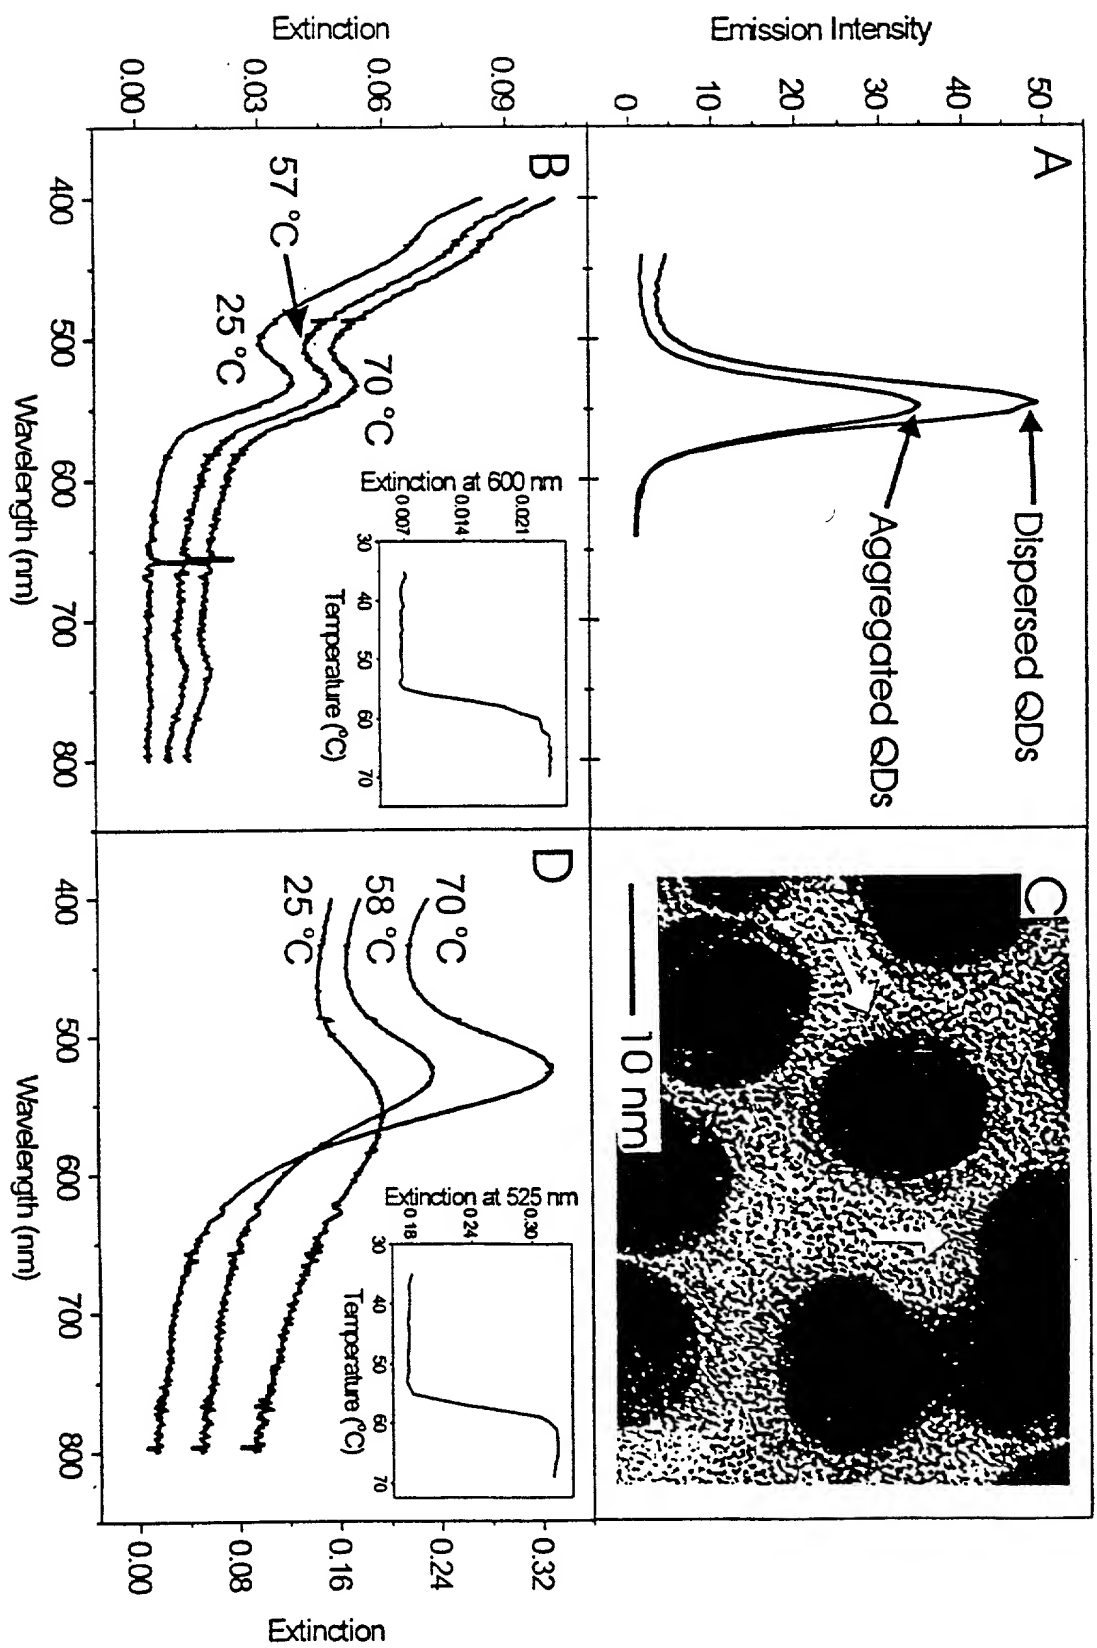 A
Emission Intensity
0
10
20
30
40
50
Dispersed QDs
Aggregated QDs
C
10 nm
B
Extinction
0.00
0.03
0.06
0.09
400
500
600
700
800
Wavelength (nm)
57 °C
25 °C
70 °C
Extinction at 600 nm
0.007
0.014
0.021
30
40
50
60
70
Temperature (°C)
D
70 °C
58 °C
25 °C
400
500
600
700
800
Wavelength (nm)
0.00
0.08
0.16
0.24
0.32
Extinction
Extinction at 525 nm
0.18
0.24
0.30
30
40
50
60
70
Temperature (°C)